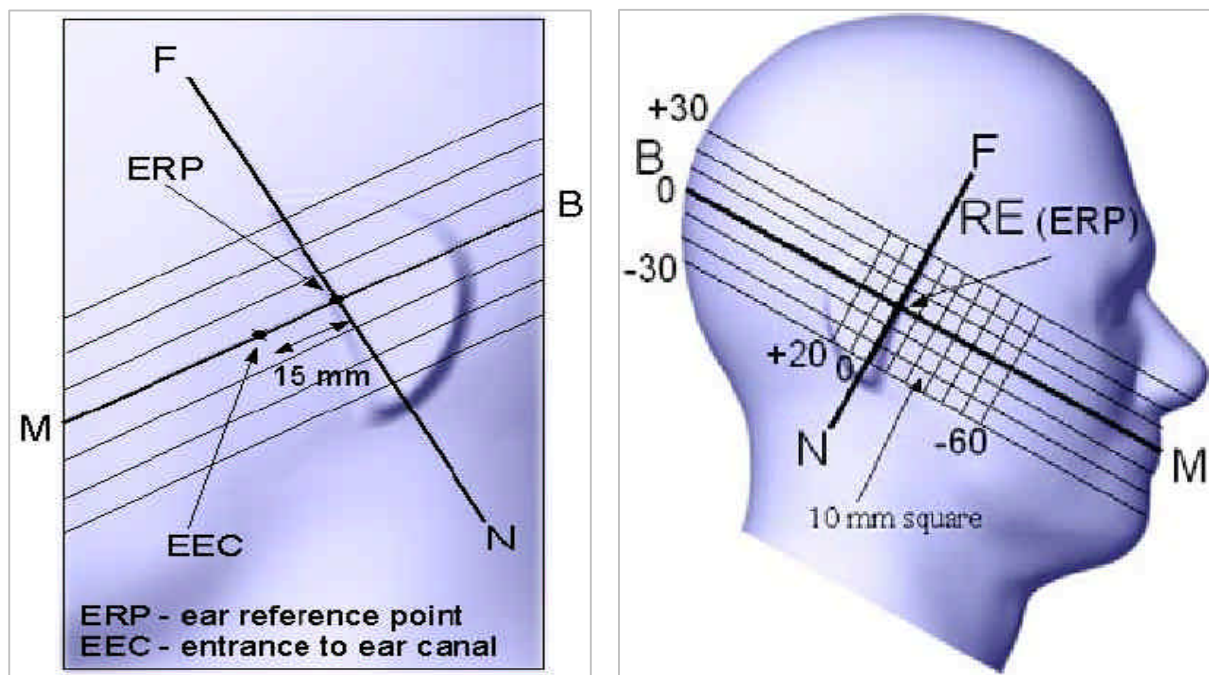 F
ERP
B
15 mm
M
EEC
N
ERP - ear reference point
EEC - entrance to ear canal
+30
B
0
-30
F
RE (ERP)
+20
0
N
-60
M
10 mm square